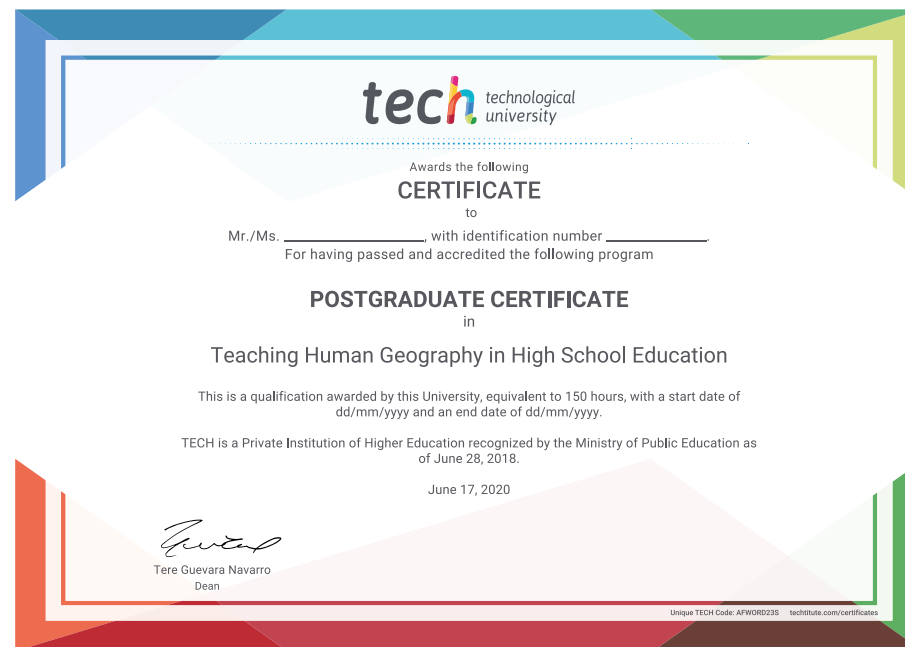 tech technological
university
Awards the following
CERTIFICATE
to
Mr./Ms. ____________, with identification number ____________.
For having passed and accredited the following program
POSTGRADUATE CERTIFICATE
in
Teaching Human Geography in High School Education
This is a qualification awarded by this University, equivalent to 150 hours, with a start date of
dd/mm/yyyy and an end date of dd/mm/yyyy.
TECH is a Private Institution of Higher Education recognized by the Ministry of Public Education as
of June 28, 2018.
June 17, 2020
Tere Guevara Navarro
Dean
Unique TECH Code: AFWORD23S techtitute.com/certificates